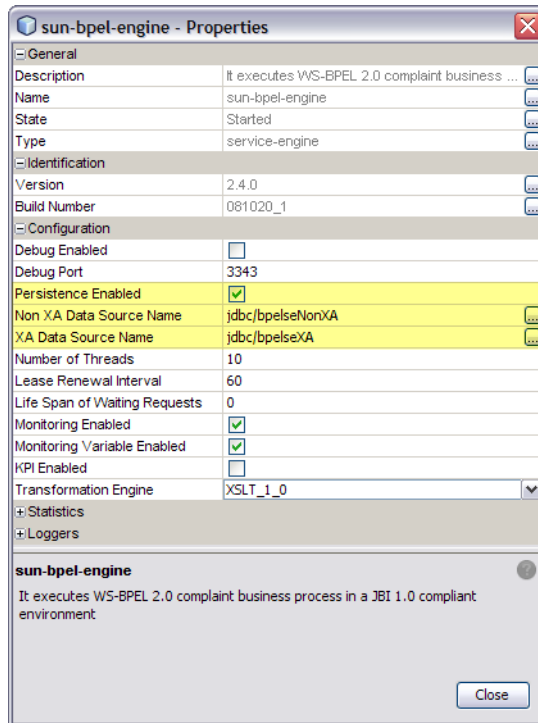 sun-bpel-engine - Properties
General
Description It executes WS-BPEL 2.0 complaint business ... ...
Name sun-bpel-engine ...
State Started ...
Type service-engine ...
Identification
Version 2.4.0 ...
Build Number 081020_1 ...
Configuration
Debug Enabled
Debug Port 3343
Persistence Enabled
Non XA Data Source Name jdbc/bpelseNonXA ...
XA Data Source Name jdbc/bpelseXA ...
Number of Threads 10
Lease Renewal Interval 60
Life Span of Waiting Requests 0
Monitoring Enabled
Monitoring Variable Enabled
KPI Enabled
Transformation Engine XSLT_1_0
Statistics
Loggers
sun-bpel-engine ?
It executes WS-BPEL 2.0 complaint business process in a JBI 1.0 compliant
environment
Close